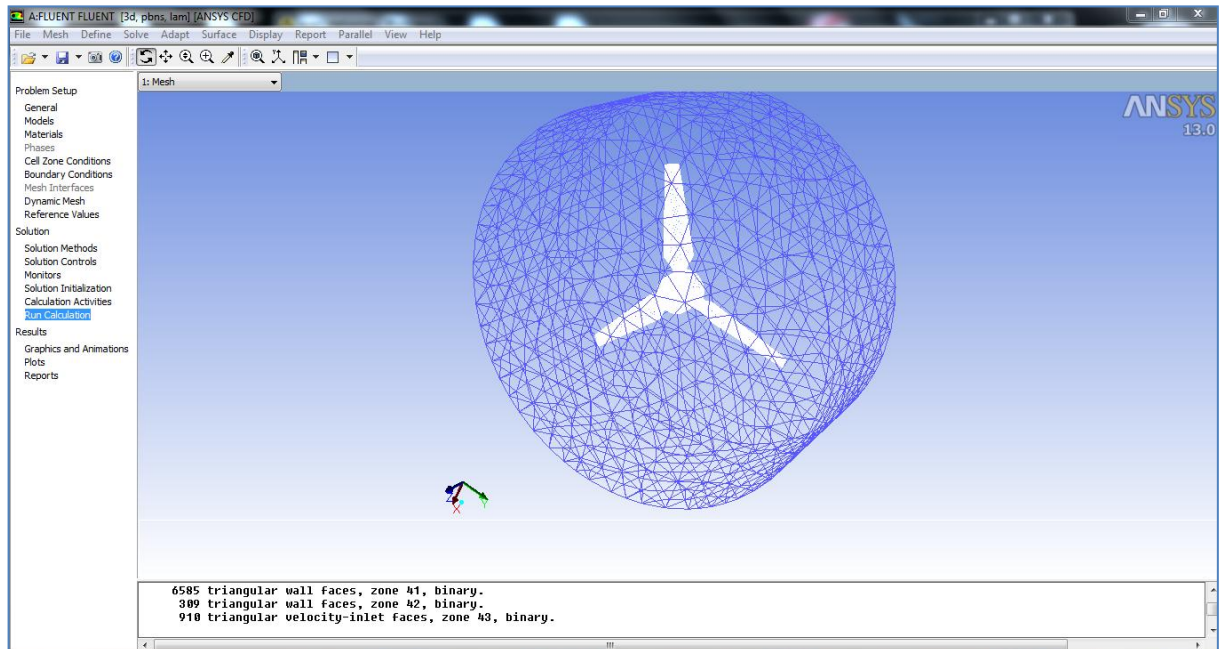 A:FLUENT FLUENT [3d, pbns, lam] [ANSYS CFD]
File Mesh Define Solve Adapt Surface Display Report Parallel View Help
1: Mesh
Problem Setup
General
Models
Materials
Phases
Cell Zone Conditions
Boundary Conditions
Mesh Interfaces
Dynamic Mesh
Reference Values
Solution
Solution Methods
Solution Controls
Monitors
Solution Initialization
Calculation Activities
Run Calculation
Results
Graphics and Animations
Plots
Reports
ANSYS
13.0
Z
X
Y
6585 triangular wall faces, zone 41, binary.
309 triangular wall faces, zone 42, binary.
910 triangular velocity-inlet faces, zone 43, binary.